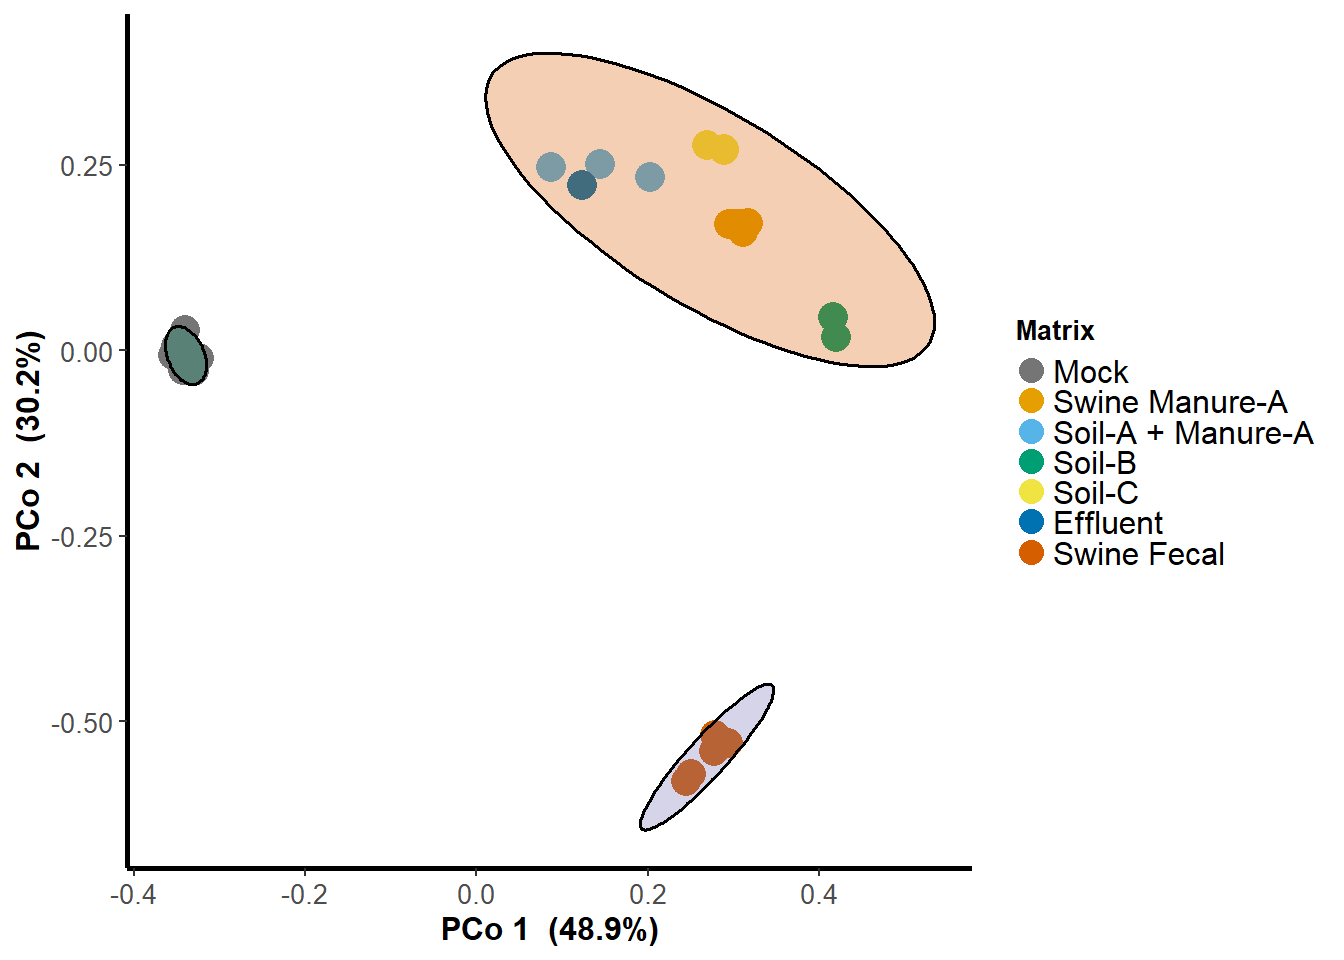 0.25
0.00
-0.25
-0.50
PCo 2 (30.2%)
-0.4
-0.2
0.0
0.2
0.4
PCo 1 (48.9%)
Matrix
Mock
Swine Manure-A
Soil-A + Manure-A
Soil-B
Soil-C
Effluent
Swine Fecal